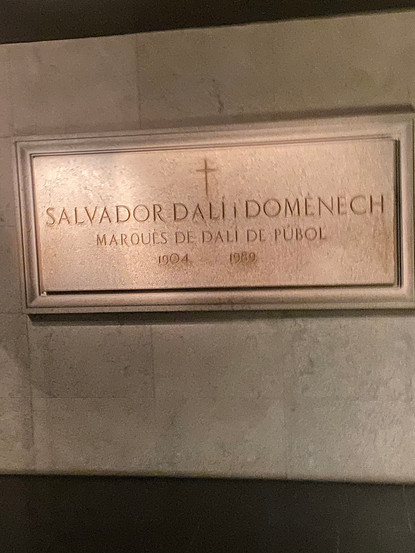 SALVADOR DALÍ i DOMÈNECH
MARQUÈS DE DALÍ DE PÚBOL
1904 1989